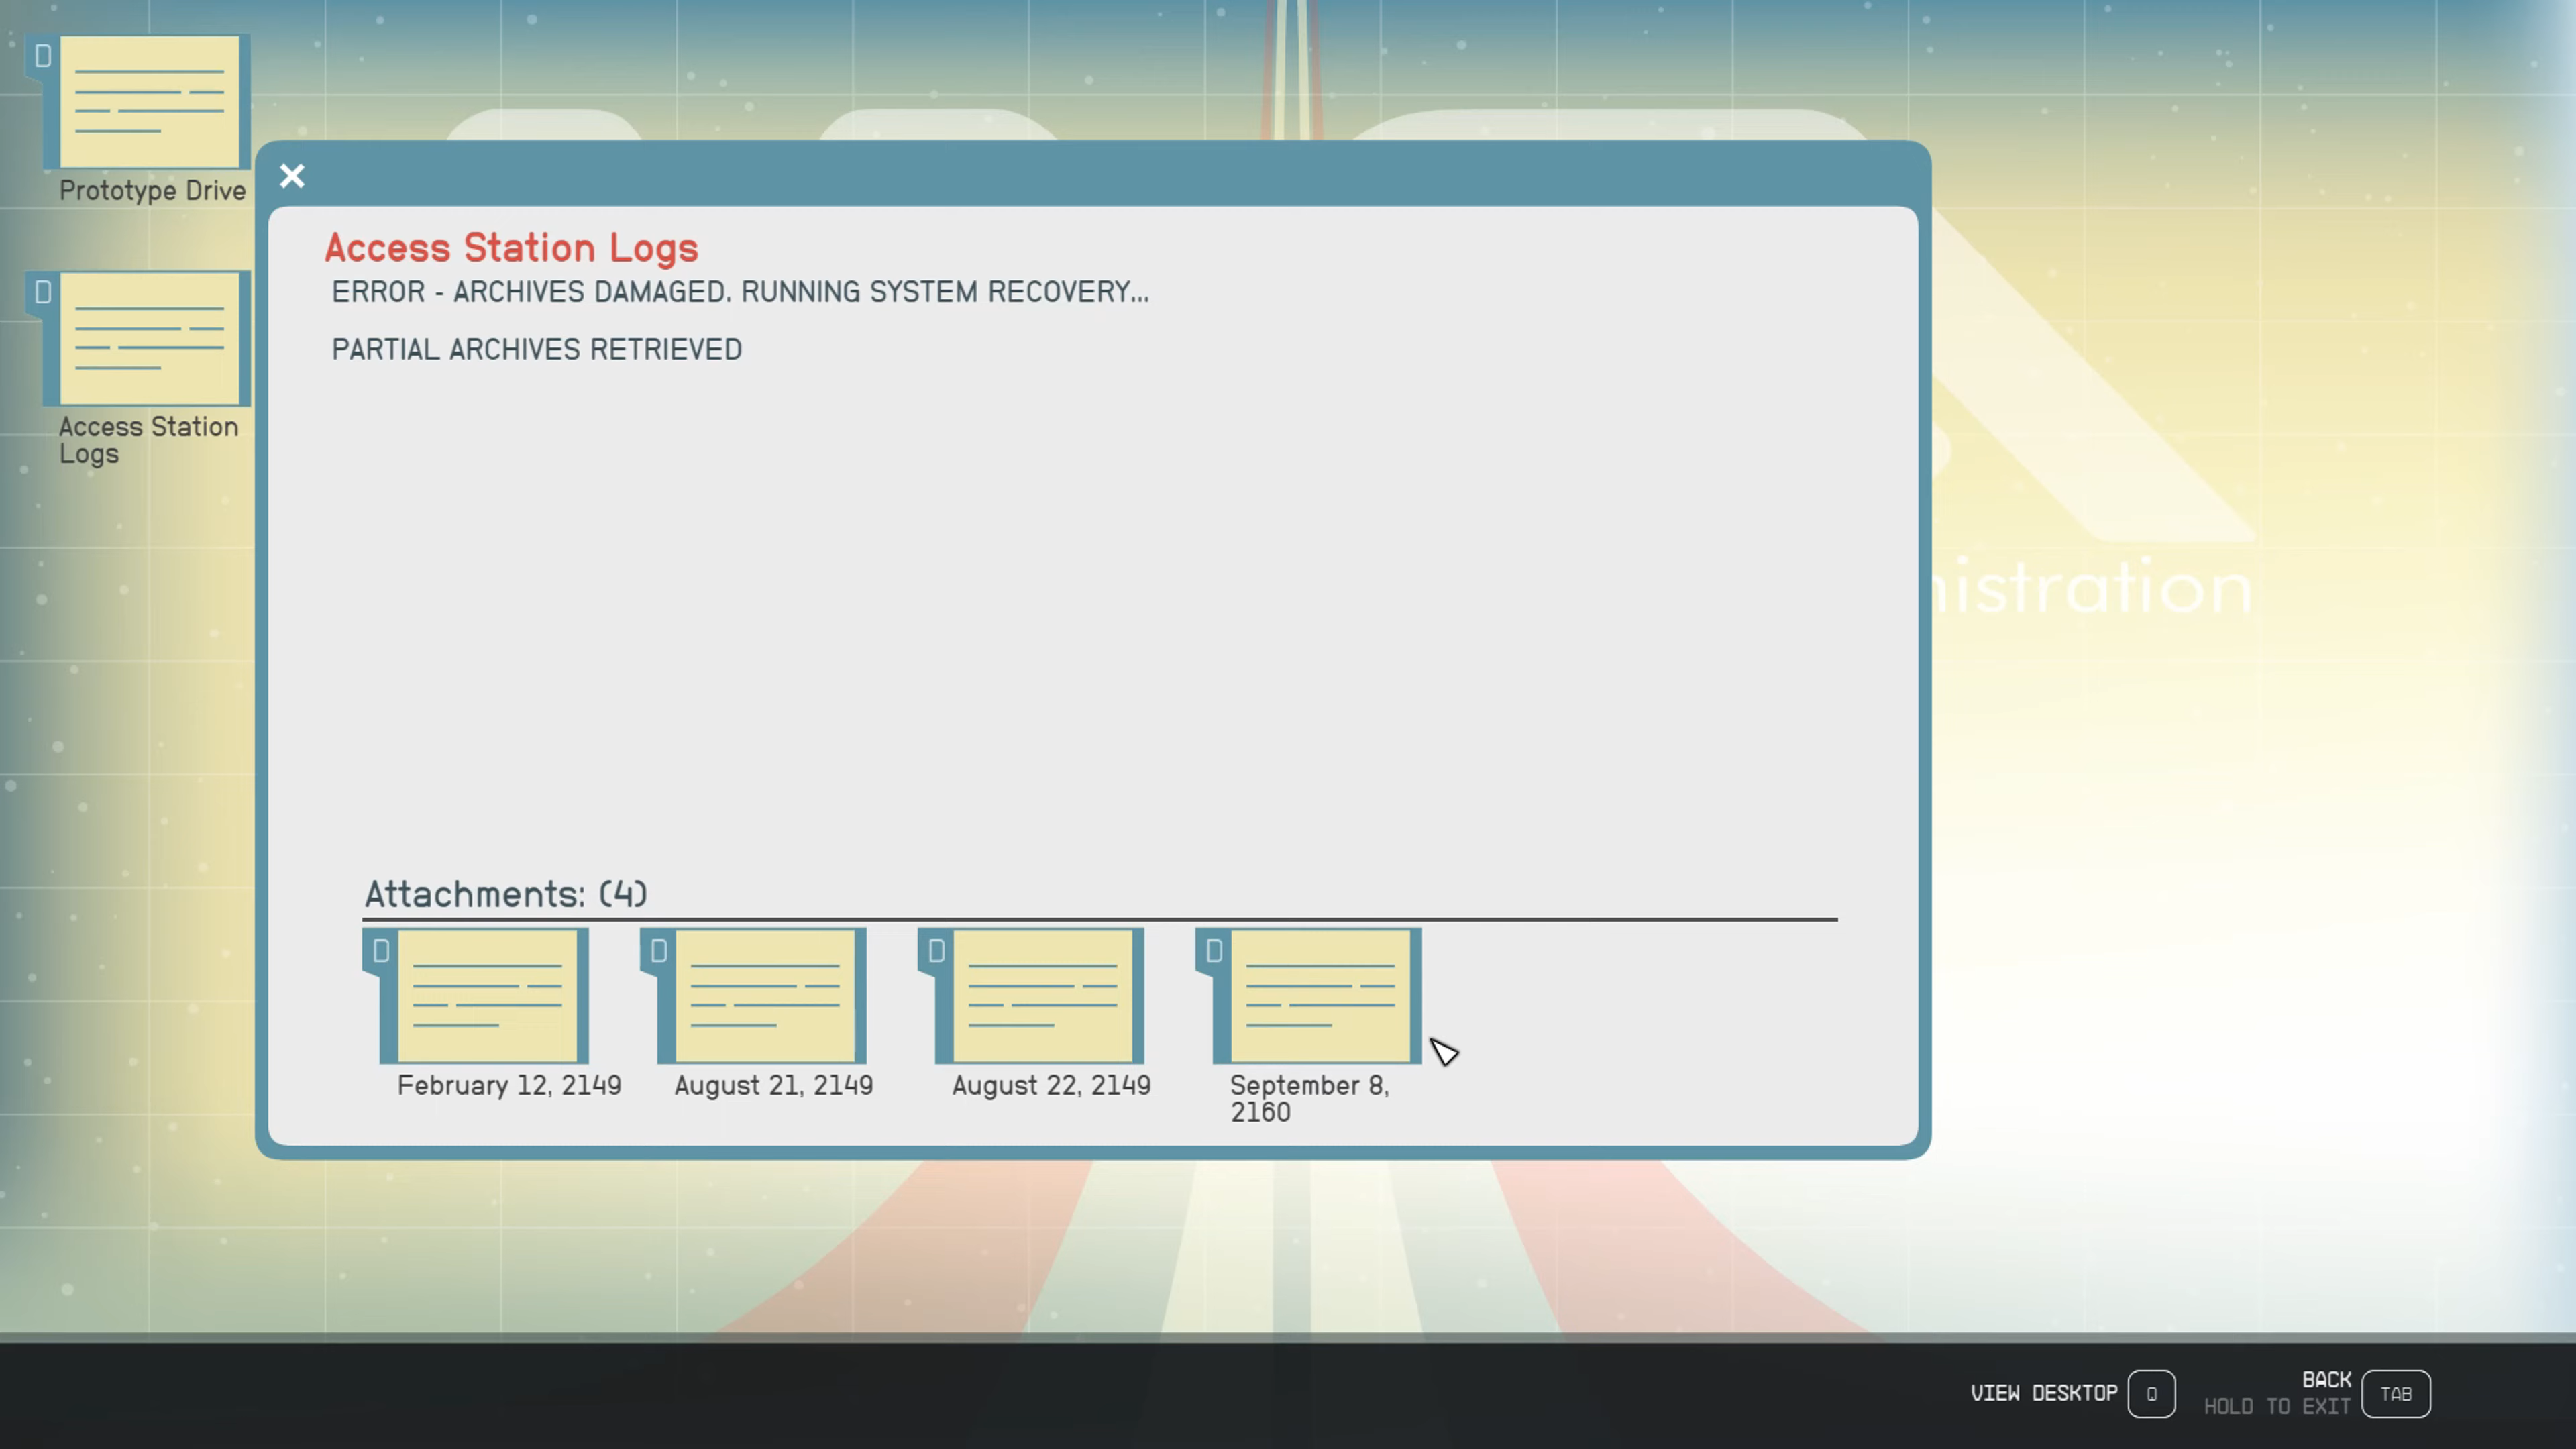 Prototype Drive
Access Station
Logs
Access Station Logs
ERROR - ARCHIVES DAMAGED. RUNNING SYSTEM RECOVERY...
PARTIAL ARCHIVES RETRIEVED
nistration
Attachments: (4)
February 12, 2149
August 21, 2149
August 22, 2149
September 8,
2160
VIEW DESKTOP Q
BACK
HOLD TO EXIT TAB